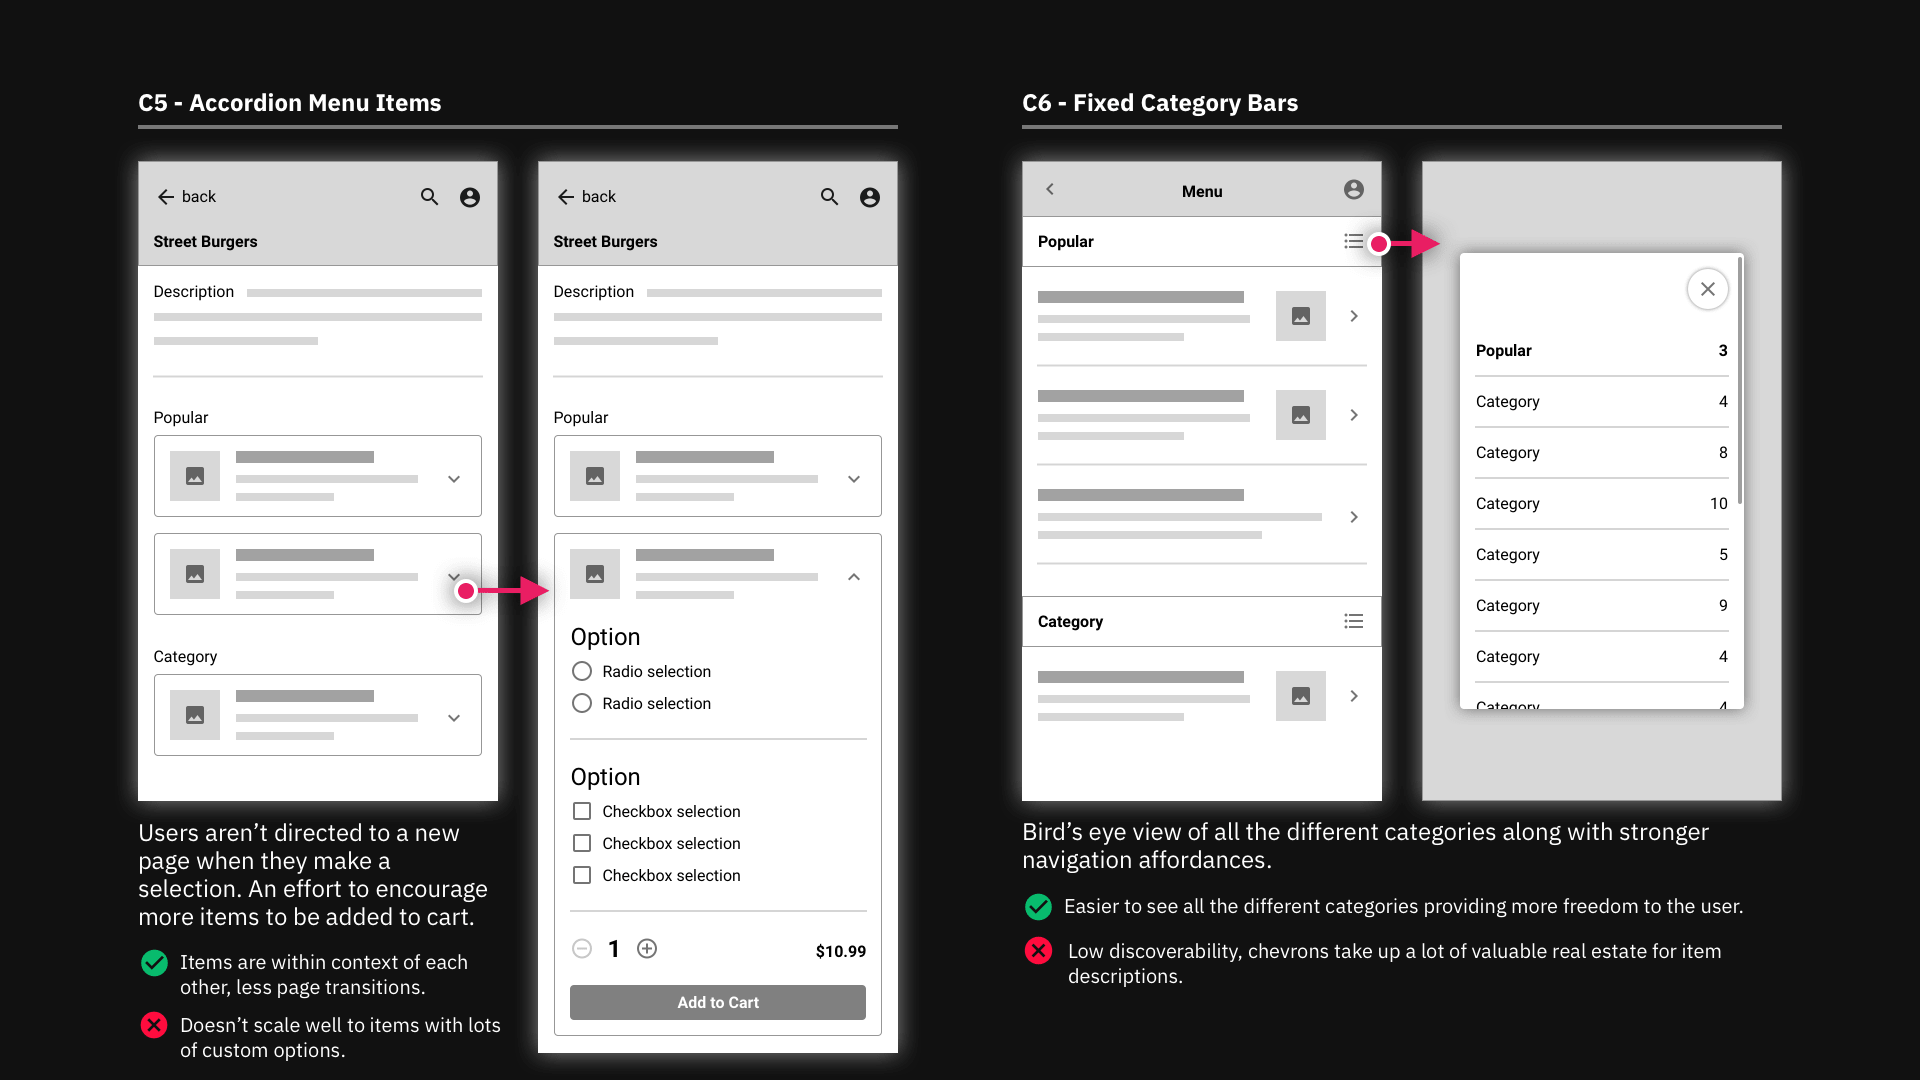 C5 - Accordion Menu Items
back
Street Burgers
Description
Popular
Category
Users aren’t directed to a new
page when they make a
selection. An effort to encourage
more items to be added to cart.
Items are within context of each
other, less page transitions.
Doesn’t scale well to items with lots
of custom options.
back
Street Burgers
Description
Popular
Option
Radio selection
Radio selection
Option
Checkbox selection
Checkbox selection
Checkbox selection
1 $10.99
Add to Cart
C6 - Fixed Category Bars
Menu
Popular
Category
Popular 3
Category 4
Category 8
Category 10
Category 5
Category 9
Category 4
Category 4
Bird’s eye view of all the different categories along with stronger
navigation affordances.
Easier to see all the different categories providing more freedom to the user.
Low discoverability, chevrons take up a lot of valuable real estate for item
descriptions.